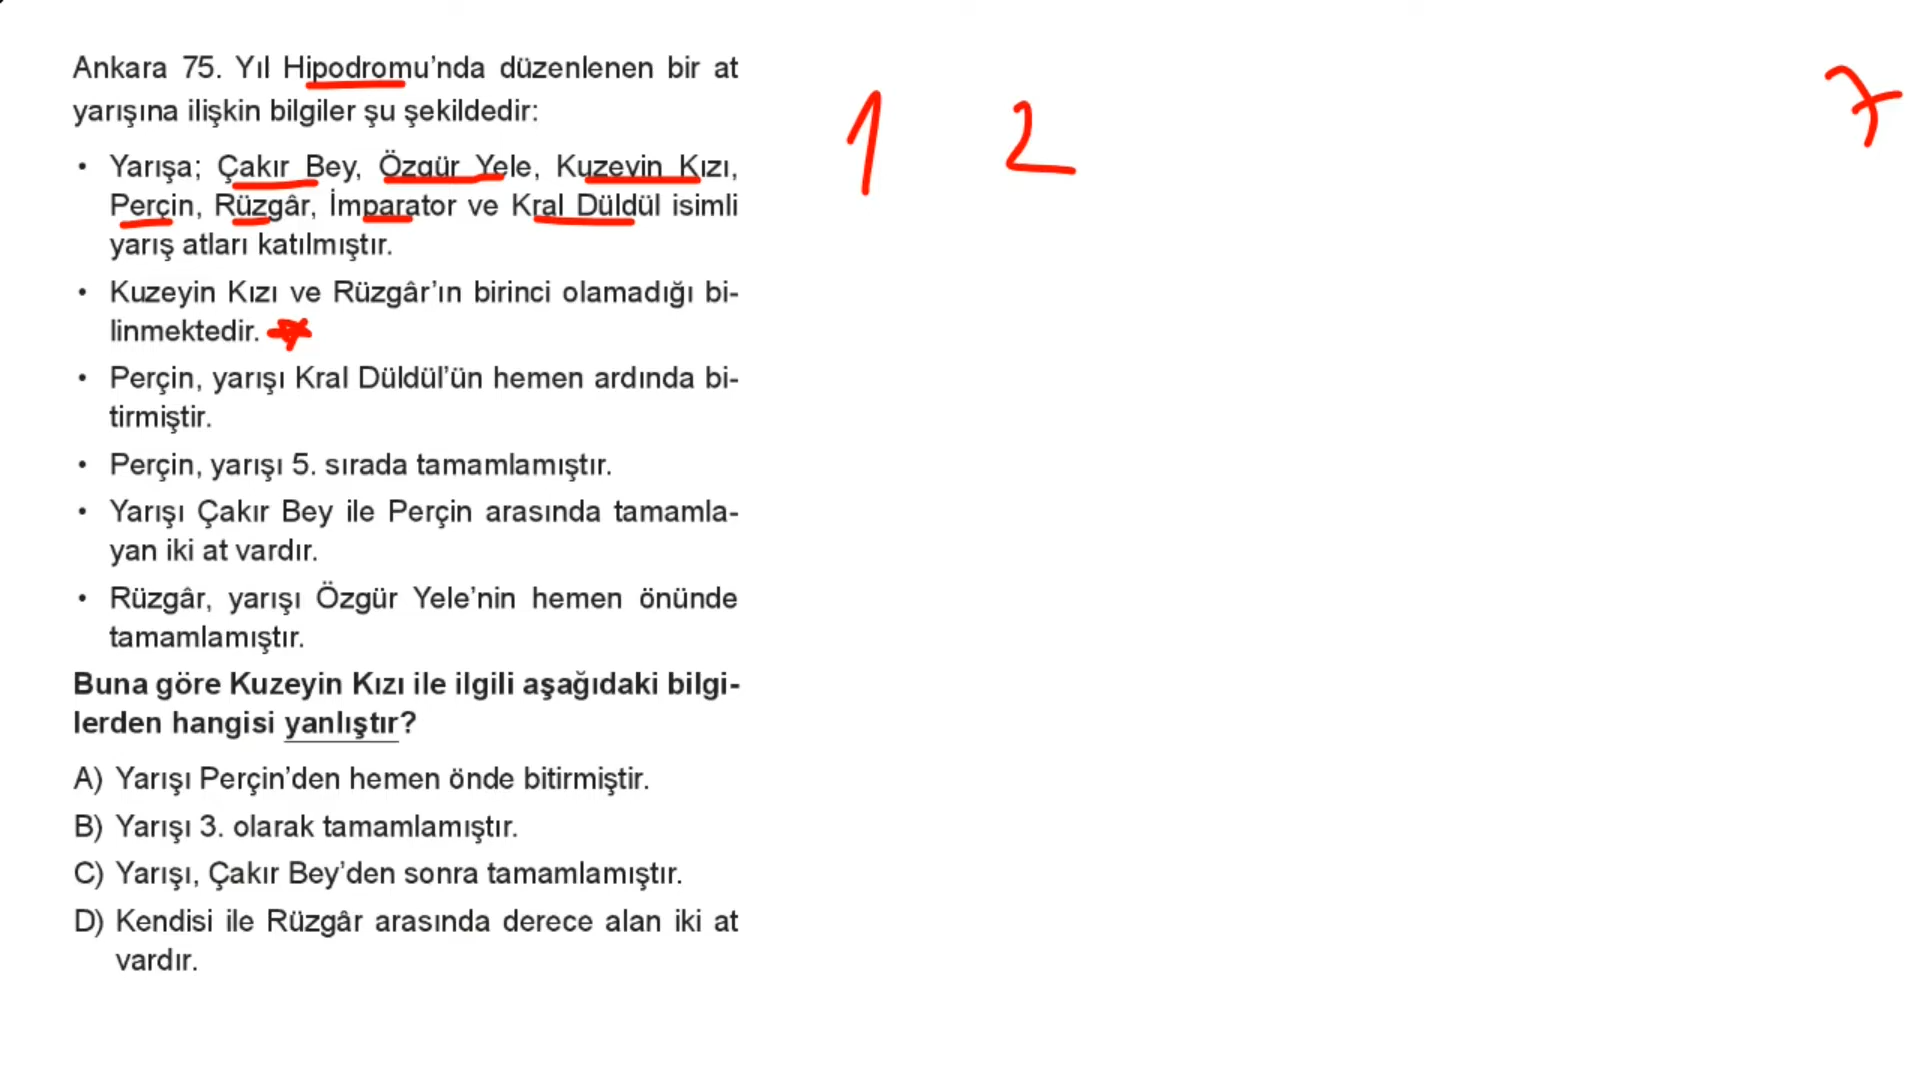 Ankara 75. Yıl Hipodromu’nda düzenlenen bir at
yarışına ilişkin bilgiler şu şekildedir:
• Yarışa; Çakır Bey, Özgür Yele, Kuzeyin Kızı,
Perçin, Rüzgâr, İmparator ve Kral Düldül isimli
yarış atları katılmıştır.
• Kuzeyin Kızı ve Rüzgâr’ın birinci olamadığı bi-
linmektedir.
• Perçin, yarışı Kral Düldül’ün hemen ardında bi-
tirmiştir.
• Perçin, yarışı 5. sırada tamamlamıştır.
• Yarışı Çakır Bey ile Perçin arasında tamamla-
yan iki at vardır.
• Rüzgâr, yarışı Özgür Yele’nin hemen önünde
tamamlamıştır.
Buna göre Kuzeyin Kızı ile ilgili aşağıdaki bilgi-
lerden hangisi yanlıştır?
A) Yarışı Perçin’den hemen önde bitirmiştir.
B) Yarışı 3. olarak tamamlamıştır.
C) Yarışı, Çakır Bey’den sonra tamamlamıştır.
D) Kendisi ile Rüzgâr arasında derece alan iki at
vardır.
1 2 7